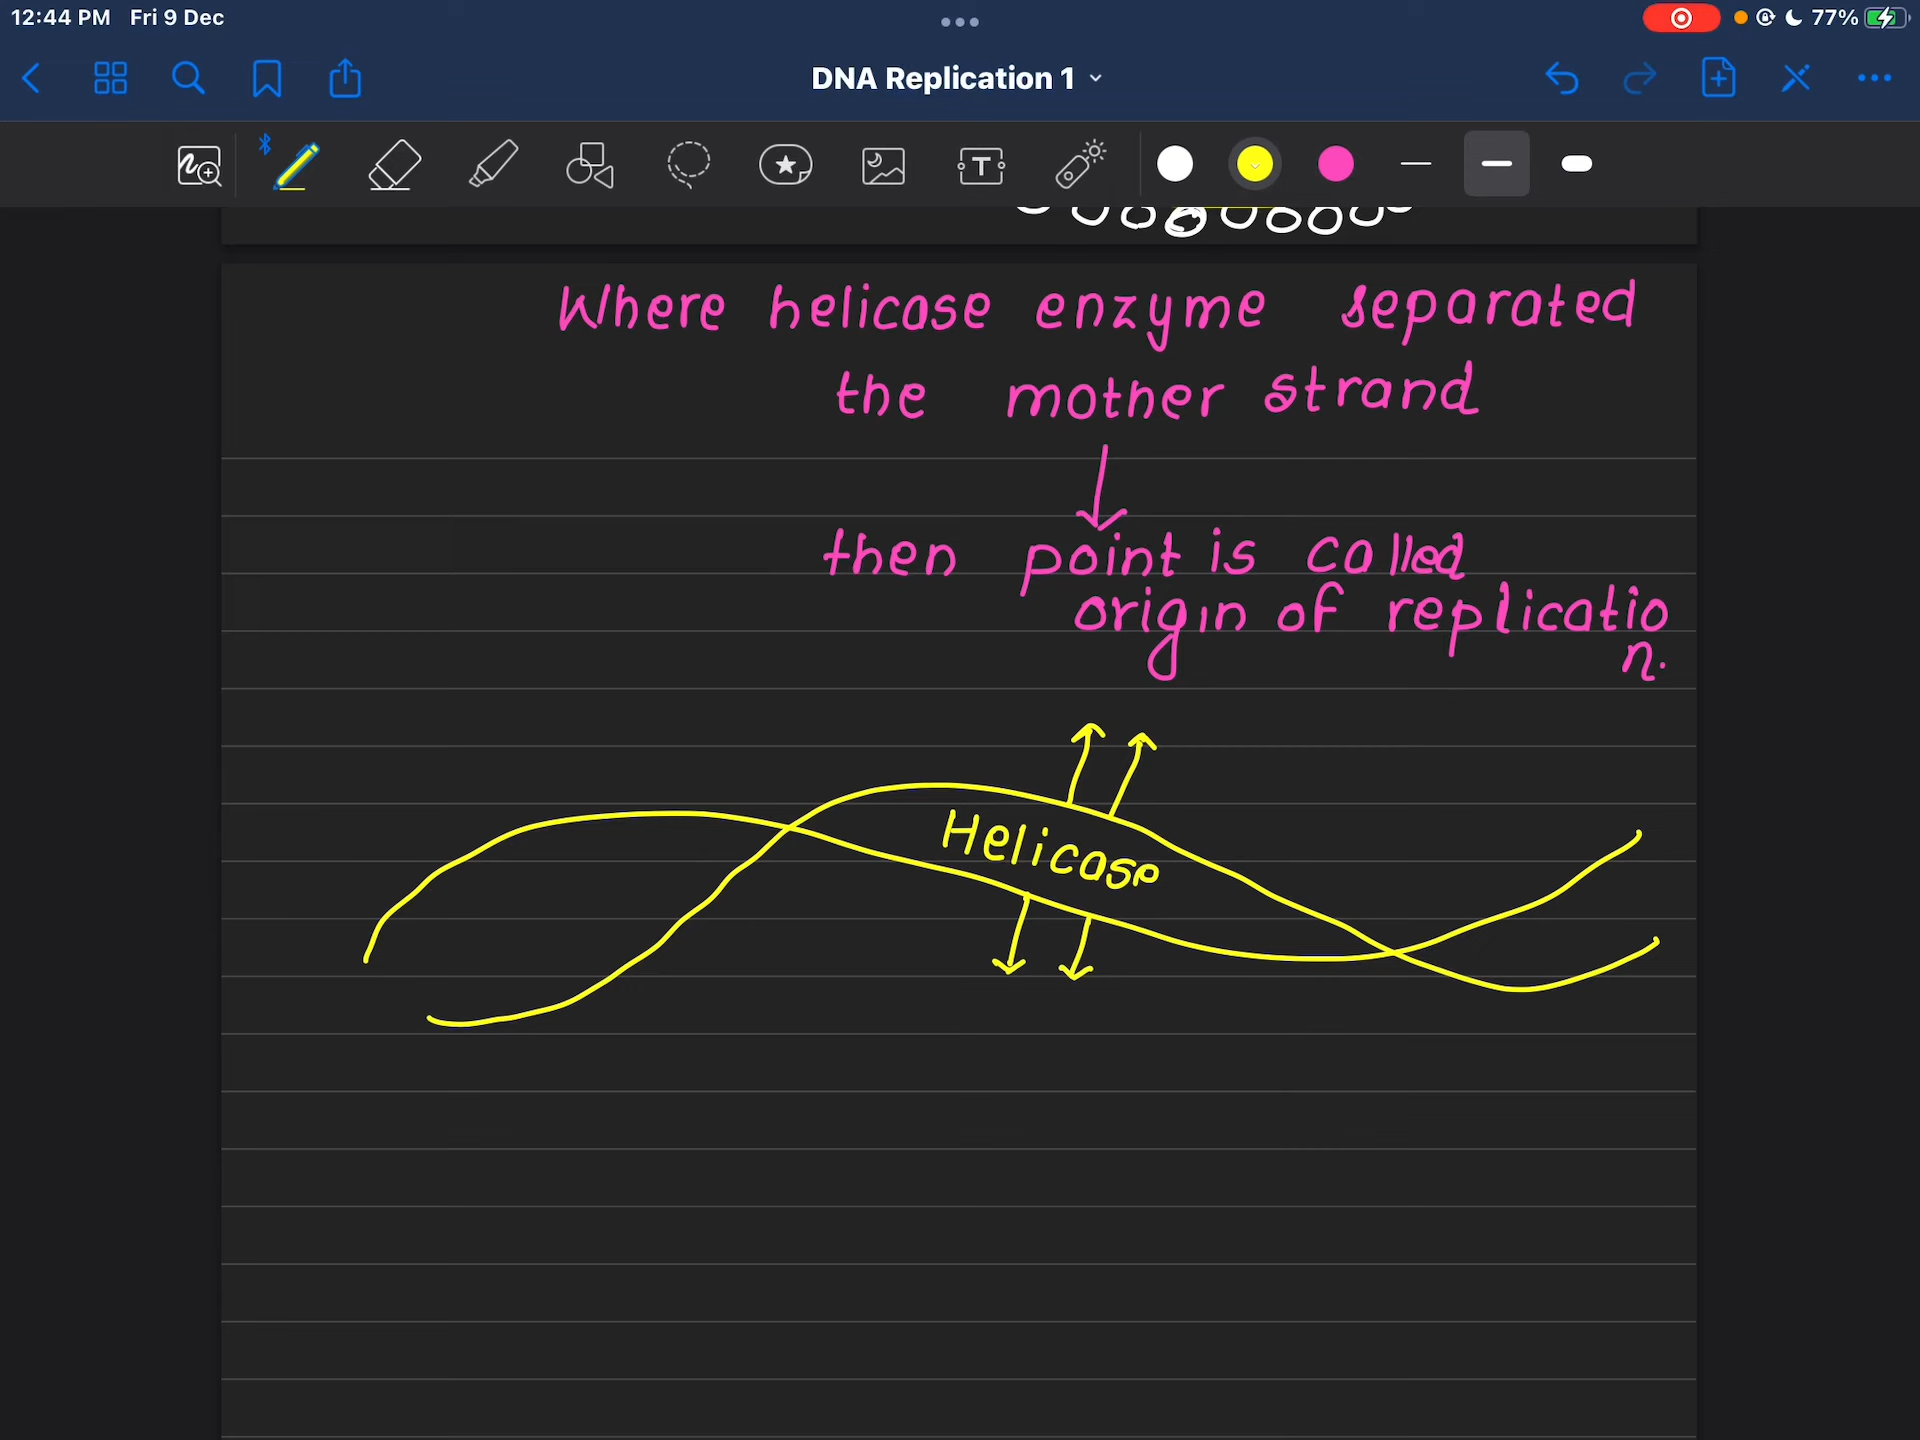 12:44 PM Fri 9 Dec
77%
DNA Replication 1
T
Where helicase enzyme separated
the mother strand
then point is called
origin of replicatio
n.
Helicase